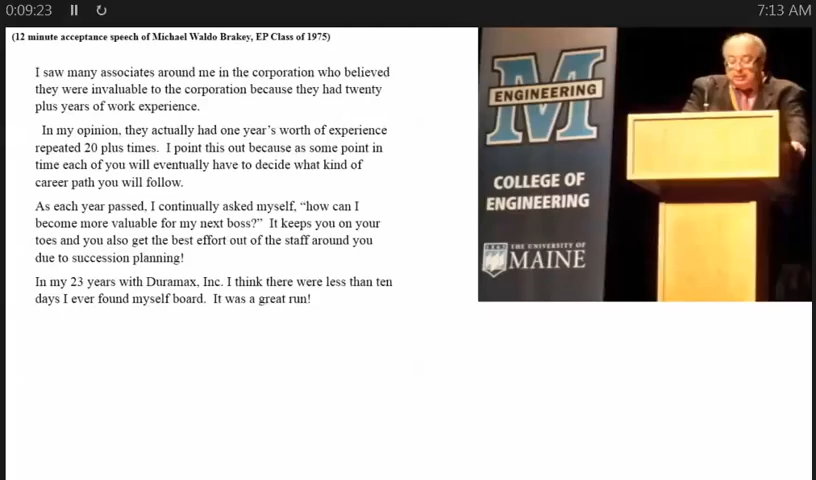 0:09:23
7:13 AM
(12 minute acceptance speech of Michael Waldo Brakey, EP Class of 1975)
I saw many associates around me in the corporation who believed
they were invaluable to the corporation because they had twenty
plus years of work experience.
In my opinion, they actually had one year's worth of experience
repeated 20 plus times. I point this out because as some point in
time each of you will eventually have to decide what kind of
career path you will follow.
As each year passed, I continually asked myself, "how can I
become more valuable for my next boss?" It keeps you on your
toes and you also get the best effort out of the staff around you
due to succession planning!
In my 23 years with Duramax, Inc. I think there were less than ten
days I ever found myself board. It was a great run!
M
ENGINEERING
COLLEGE OF
ENGINEERING
THE UNIVERSITY OF
MAINE